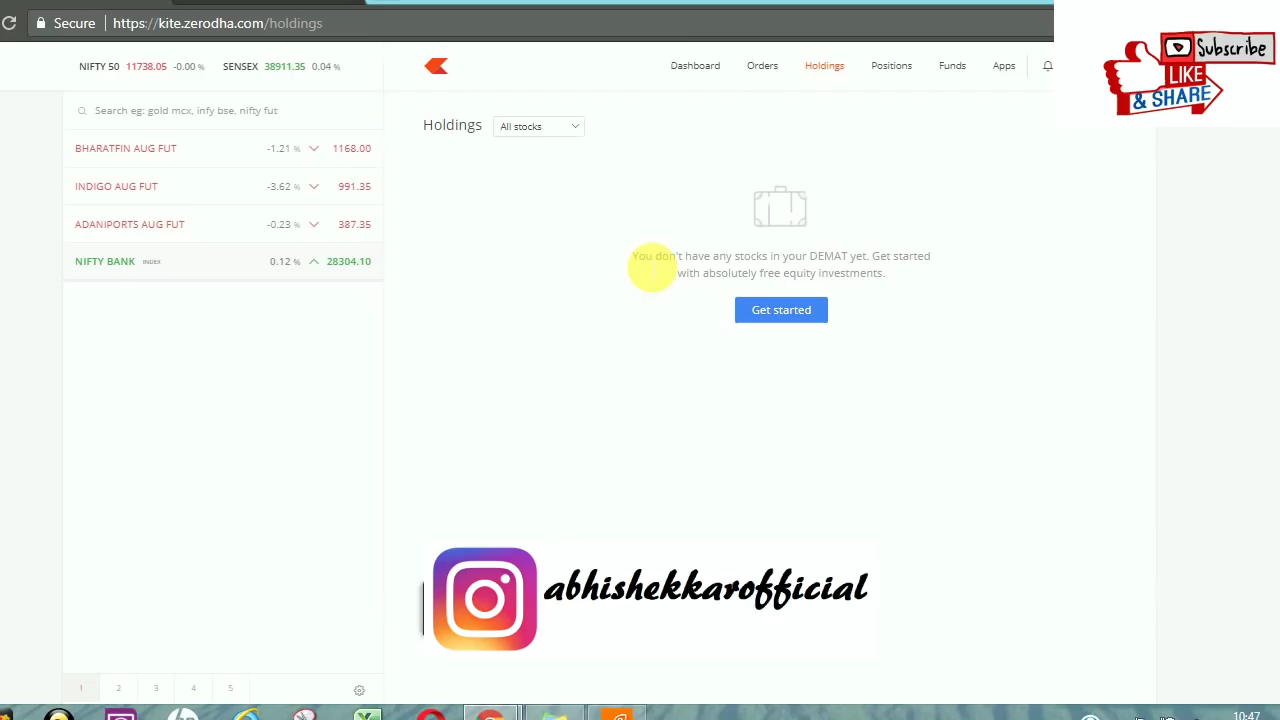 Secure https://kite.zerodha.com/holdings
Subscribe
LIKE
& SHARE
NIFTY 50 11738.05 -0.00 % SENSEX 38911.35 0.04 %
Dashboard Orders Holdings Positions Funds Apps
Search eg: gold mcx, infy bse, nifty fut
Holdings All stocks
BHARATFIN AUG FUT -1.21 % 1168.00
INDIGO AUG FUT -3.62 % 991.35
ADANIPORTS AUG FUT -0.23 % 387.35
NIFTY BANK INDEX 0.12 % 28304.10
You don't have any stocks in your DEMAT yet. Get started
with absolutely free equity investments.
Get started
abhishekkarofficial
1 2 3 4 5
10:47